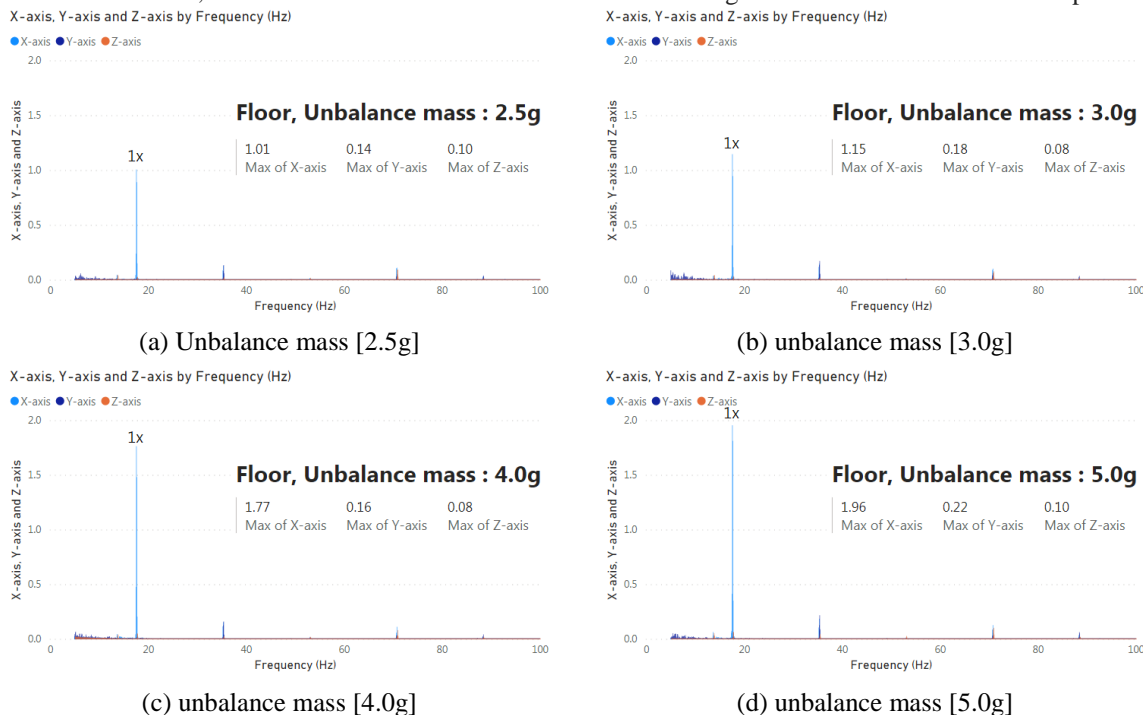 X-axis, Y-axis and Z-axis by Frequency (Hz)
X-axis Y-axis Z-axis
X-axis, Y-axis and Z-axis
2.0
1.5
1.0
0.5
0.0
1x
Floor, Unbalance mass : 2.5g
1.01 0.14 0.10
Max of X-axis Max of Y-axis Max of Z-axis
0 20 40 60 80 100
Frequency (Hz)
(a) Unbalance mass [2.5g]
X-axis, Y-axis and Z-axis by Frequency (Hz)
X-axis Y-axis Z-axis
X-axis, Y-axis and Z-axis
2.0
1.5
1.0
0.5
0.0
1x
Floor, Unbalance mass : 3.0g
1.15 0.18 0.08
Max of X-axis Max of Y-axis Max of Z-axis
0 20 40 60 80 100
Frequency (Hz)
(b) unbalance mass [3.0g]
X-axis, Y-axis and Z-axis by Frequency (Hz)
X-axis Y-axis Z-axis
X-axis, Y-axis and Z-axis
2.0
1.5
1.0
0.5
0.0
1x
Floor, Unbalance mass : 4.0g
1.77 0.16 0.08
Max of X-axis Max of Y-axis Max of Z-axis
0 20 40 60 80 100
Frequency (Hz)
(c) unbalance mass [4.0g]
X-axis, Y-axis and Z-axis by Frequency (Hz)
X-axis Y-axis Z-axis
X-axis, Y-axis and Z-axis
2.0
1.5
1.0
0.5
0.0
1x
Floor, Unbalance mass : 5.0g
1.96 0.22 0.10
Max of X-axis Max of Y-axis Max of Z-axis
0 20 40 60 80 100
Frequency (Hz)
(d) unbalance mass [5.0g]